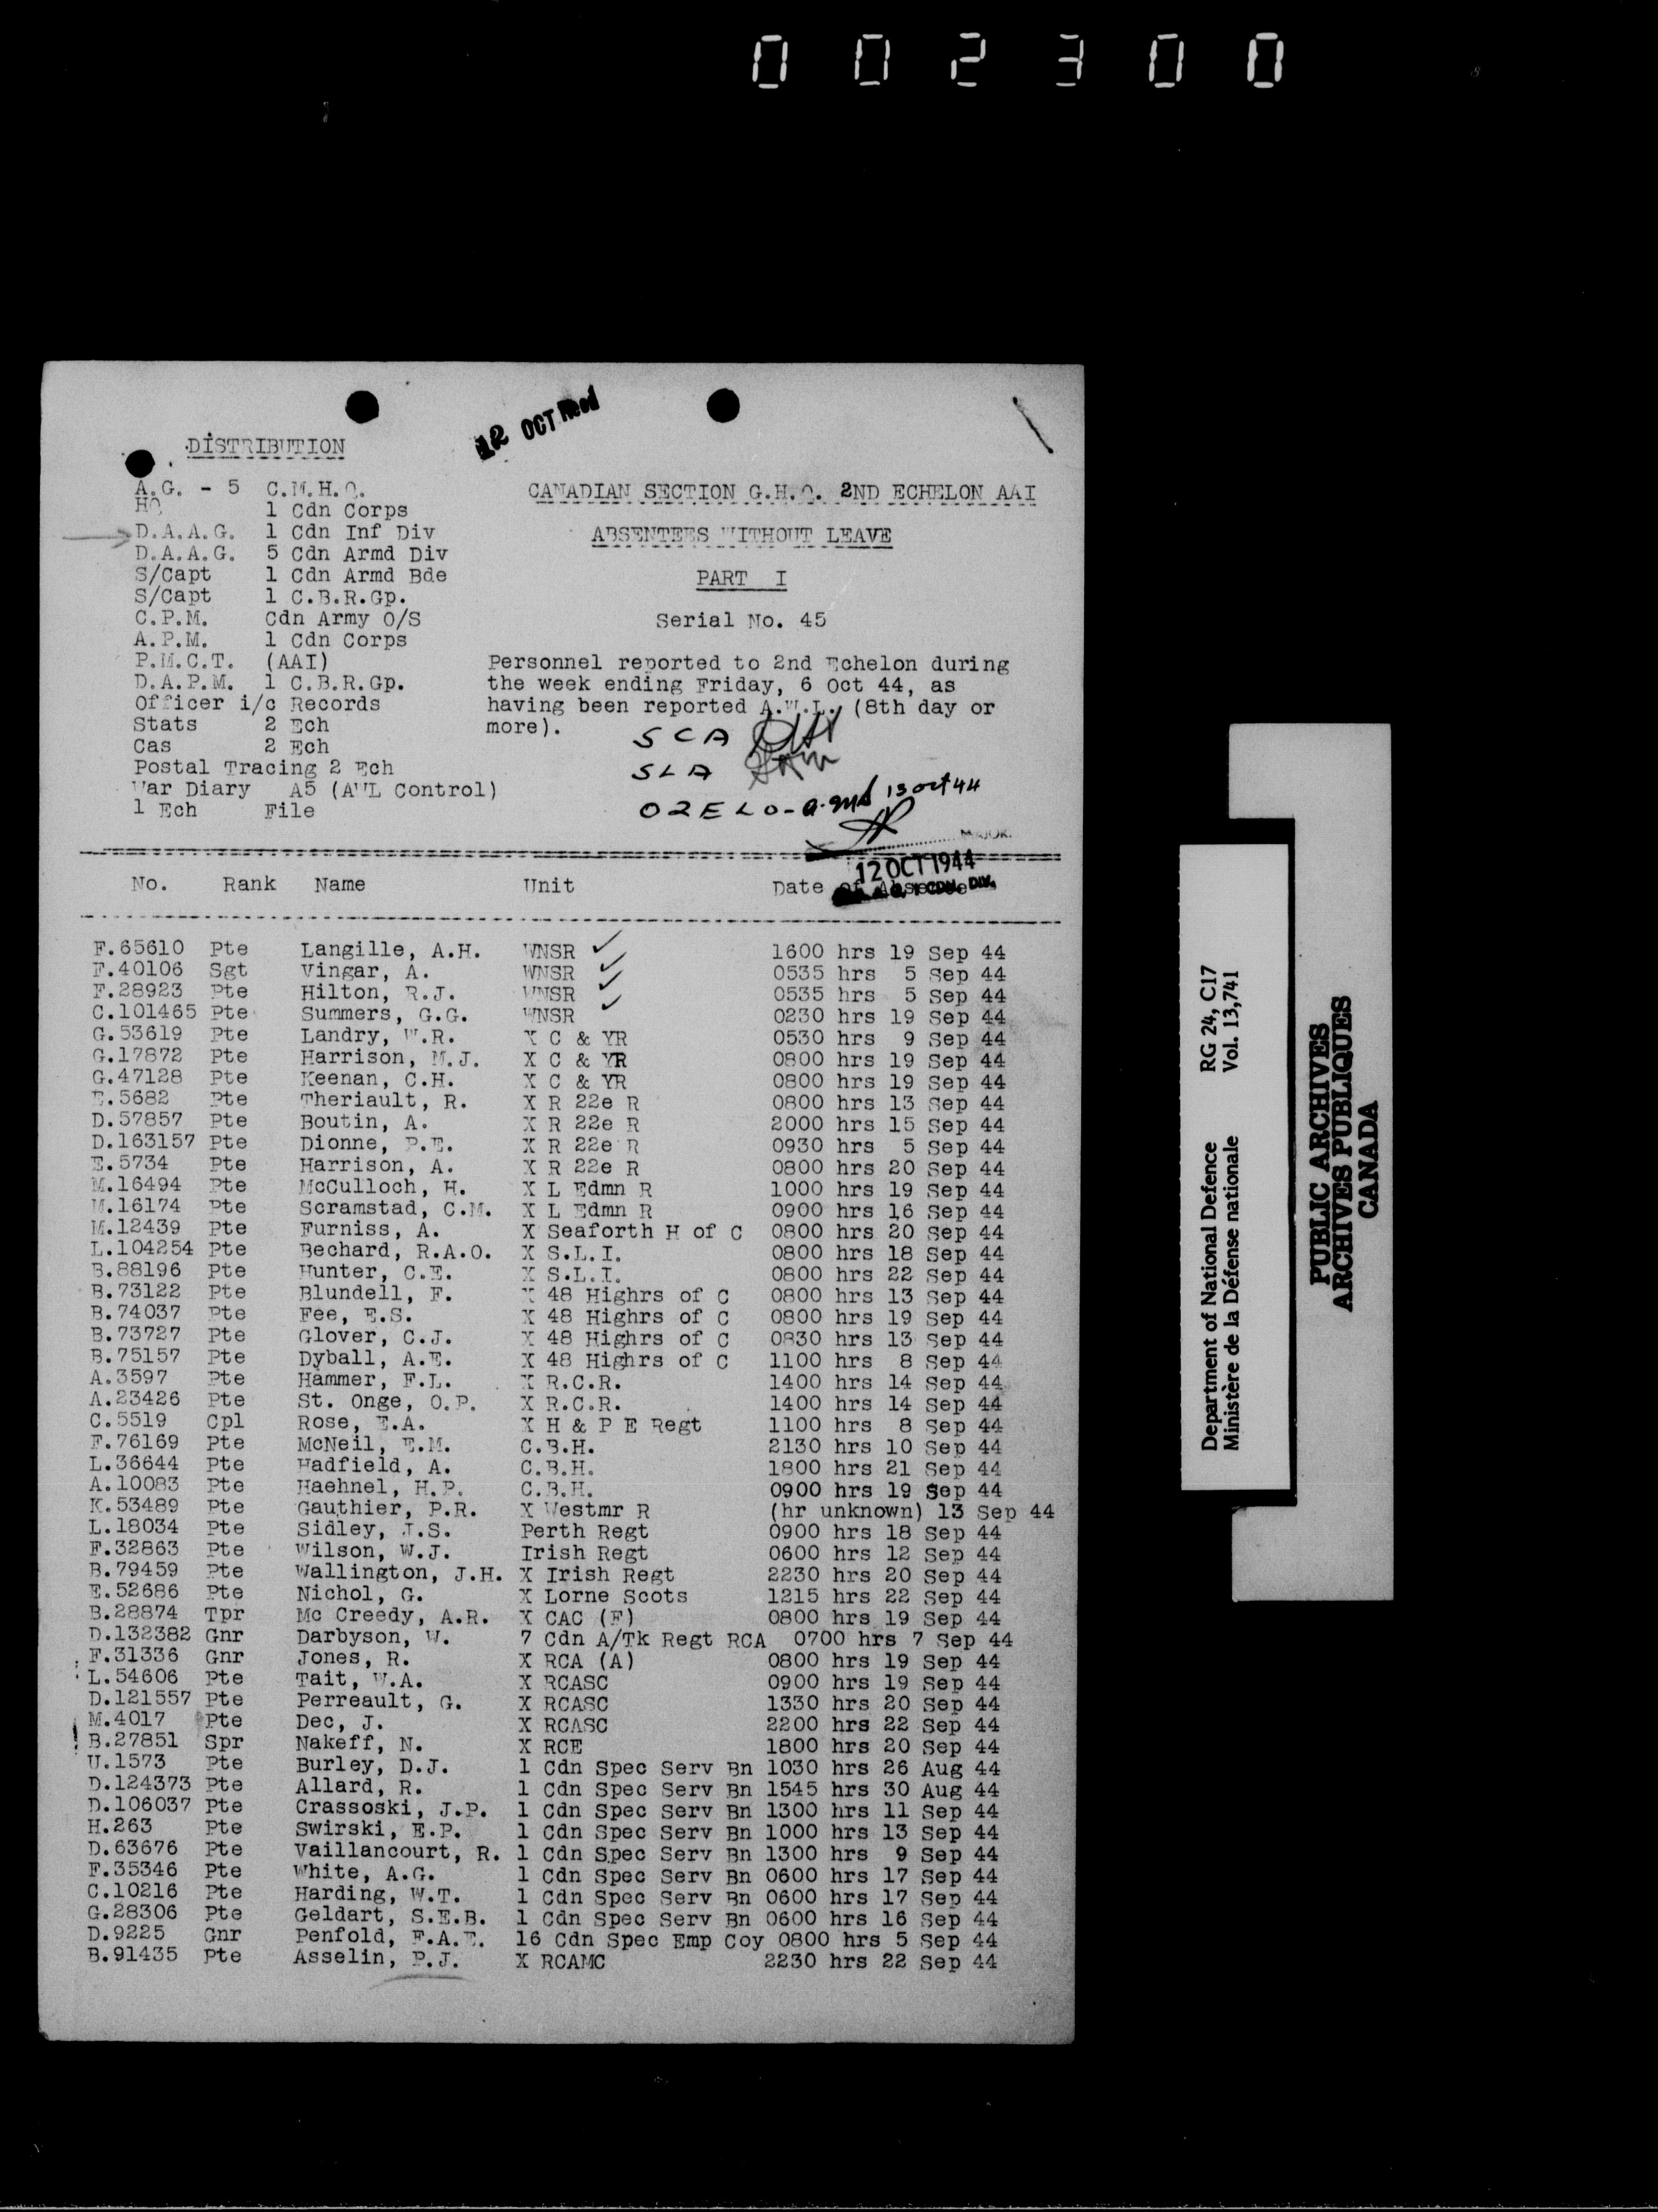 002300
12 OCT Recd
DISTRIBUTION
A.G. - 5 C.M.H.Q.
HQ 1 Cdn Corps
D.A.A.G. 1 Cdn Inf Div
D.A.A.G. 5 Cdn Armd Div
S/Capt 1 Cdn Armd Bde
S/Capt 1 C.B.R.Gp.
C.P.M. Cdn Army O/S
A.P.M. 1 Cdn Corps
P.M.C.T. (AAI)
D.A.P.M. 1 C.B.R.Gp.
Officer i/c Records
Stats 2 Ech
Cas 2 Ech
Postal Tracing 2 Ech
War Diary A5 (AWL Control)
1 Ech File
CANADIAN SECTION G.H.Q. 2ND ECHELON AAI
ABSENTEES WITHOUT LEAVE
PART I
Serial No. 45
Personnel reported to 2nd Echelon during
the week ending Friday, 6 Oct 44, as
having been reported A.W.L. (8th day or
more).
SCA
SLA
O2ELO 13 Oct 44
MAJOR.
12 OCT 1944
1 CDN. DIV.
No. Rank Name Unit Date of Absence
F.65610 Pte Langille, A.H. WNSR ✓ 1600 hrs 19 Sep 44
F.40106 Sgt Vingar, A. WNSR ✓ 0535 hrs 5 Sep 44
F.28923 Pte Hilton, R.J. WNSR ✓ 0535 hrs 5 Sep 44
C.101465 Pte Summers, G.G. WNSR ✓ 0230 hrs 19 Sep 44
G.53619 Pte Landry, W.R. X C & YR 0530 hrs 9 Sep 44
G.17872 Pte Harrison, M.J. X C & YR 0800 hrs 19 Sep 44
G.47128 Pte Keenan, C.H. X C & YR 0800 hrs 19 Sep 44
E.5682 Pte Theriault, R. X R 22e R 0800 hrs 13 Sep 44
D.57857 Pte Boutin, A. X R 22e R 2000 hrs 15 Sep 44
D.163157 Pte Dionne, P.E. X R 22e R 0930 hrs 5 Sep 44
E.5734 Pte Harrison, A. X R 22e R 0800 hrs 20 Sep 44
M.16494 Pte McCulloch, H. X L Edmn R 1000 hrs 19 Sep 44
M.16174 Pte Scramstad, C.M. X L Edmn R 0900 hrs 16 Sep 44
M.12439 Pte Furniss, A. X Seaforth H of C 0800 hrs 20 Sep 44
L.104254 Pte Bechard, R.A.O. X S.L.I. 0800 hrs 18 Sep 44
B.88196 Pte Hunter, C.E. X S.L.I. 0800 hrs 22 Sep 44
B.73122 Pte Blundell, F. X 48 Highrs of C 0800 hrs 13 Sep 44
B.74037 Pte Fee, E.S. X 48 Highrs of C 0800 hrs 19 Sep 44
B.73727 Pte Glover, C.J. X 48 Highrs of C 0830 hrs 13 Sep 44
B.75157 Pte Dyball, A.E. X 48 Highrs of C 1100 hrs 8 Sep 44
A.3597 Pte Hammer, F.L. X R.C.R. 1400 hrs 14 Sep 44
A.23426 Pte St. Onge, O.P. X R.C.R. 1400 hrs 14 Sep 44
C.5519 Cpl Rose, E.A. X H & P E Regt 1100 hrs 8 Sep 44
F.76169 Pte McNeil, E.M. C.B.H. 2130 hrs 10 Sep 44
L.36644 Pte Hadfield, A. C.B.H. 1800 hrs 21 Sep 44
A.10083 Pte Haehnel, H.P. C.B.H. 0900 hrs 19 Sep 44
K.53489 Pte Gauthier, P.R. X Westmr R (hr unknown) 13 Sep 44
L.18034 Pte Sidley, J.S. Perth Regt 0900 hrs 18 Sep 44
F.32863 Pte Wilson, W.J. Irish Regt 0600 hrs 12 Sep 44
B.79459 Pte Wallington, J.H. X Irish Regt 2230 hrs 20 Sep 44
E.52686 Pte Nichol, G. X Lorne Scots 1215 hrs 22 Sep 44
B.28874 Tpr Mc Creedy, A.R. X CAC (F) 0800 hrs 19 Sep 44
D.132382 Gnr Darbyson, W. 7 Cdn A/Tk Regt RCA 0700 hrs 7 Sep 44
F.31336 Gnr Jones, R. X RCA (A) 0800 hrs 19 Sep 44
L.54606 Pte Tait, W.A. X RCASC 0900 hrs 19 Sep 44
D.121557 Pte Perreault, G. X RCASC 1330 hrs 20 Sep 44
M.4017 Pte Dec, J. X RCASC 2200 hrs 22 Sep 44
B.27851 Spr Nakeff, N. X RCE 1800 hrs 20 Sep 44
U.1573 Pte Burley, D.J. 1 Cdn Spec Serv Bn 1030 hrs 26 Aug 44
D.124373 Pte Allard, R. 1 Cdn Spec Serv Bn 1545 hrs 30 Aug 44
D.106037 Pte Crassoski, J.P. 1 Cdn Spec Serv Bn 1300 hrs 11 Sep 44
H.263 Pte Swirski, E.P. 1 Cdn Spec Serv Bn 1000 hrs 13 Sep 44
D.63676 Pte Vaillancourt, R. 1 Cdn Spec Serv Bn 1300 hrs 9 Sep 44
F.35346 Pte White, A.G. 1 Cdn Spec Serv Bn 0600 hrs 17 Sep 44
C.10216 Pte Harding, W.T. 1 Cdn Spec Serv Bn 0600 hrs 17 Sep 44
G.28306 Pte Geldart, S.E.B. 1 Cdn Spec Serv Bn 0600 hrs 16 Sep 44
D.9225 Gnr Penfold, F.A.E. 16 Cdn Spec Emp Coy 0800 hrs 5 Sep 44
B.91435 Pte Asselin, P.J. X RCAMC 2230 hrs 22 Sep 44
Department of National Defence RG 24, C17
Ministère de la Défense nationale Vol. 13,741
PUBLIC ARCHIVES
ARCHIVES PUBLIQUES
CANADA